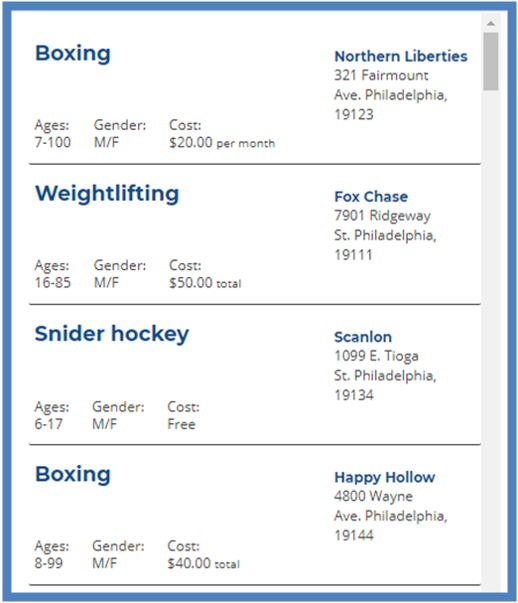 Boxing
Northern Liberties
321 Fairmount
Ave. Philadelphia,
19123
Ages: Gender: Cost:
7-100 M/F $20.00 per month
Weightlifting
Fox Chase
7901 Ridgeway
St. Philadelphia,
19111
Ages: Gender: Cost:
16-85 M/F $50.00 total
Snider hockey
Scanlon
1099 E. Tioga
St. Philadelphia,
19134
Ages: Gender: Cost:
6-17 M/F Free
Boxing
Happy Hollow
4800 Wayne
Ave. Philadelphia,
19144
Ages: Gender: Cost:
8-99 M/F $40.00 total